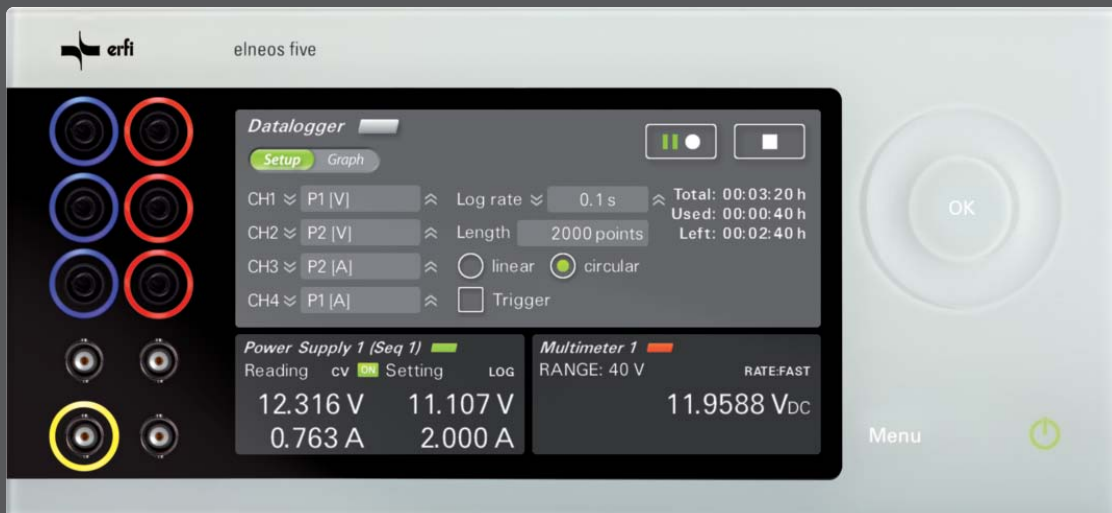 erfi
elneos five
Datalogger
Setup Graph
CH1 P1 [V] Log rate 0.1 s Total: 00:03:20 h
Used: 00:00:40 h
CH2 P2 [V] Length 2000 points Left: 00:02:40 h
CH3 P2 [A] linear circular
CH4 P1 [A] Trigger
OK
Power Supply 1 (Seq 1)
Reading CV ON Setting LOG
12.316 V 11.107 V
0.763 A 2.000 A
Multimeter 1
RANGE: 40 V RATE:FAST
11.9588 VDC
Menu